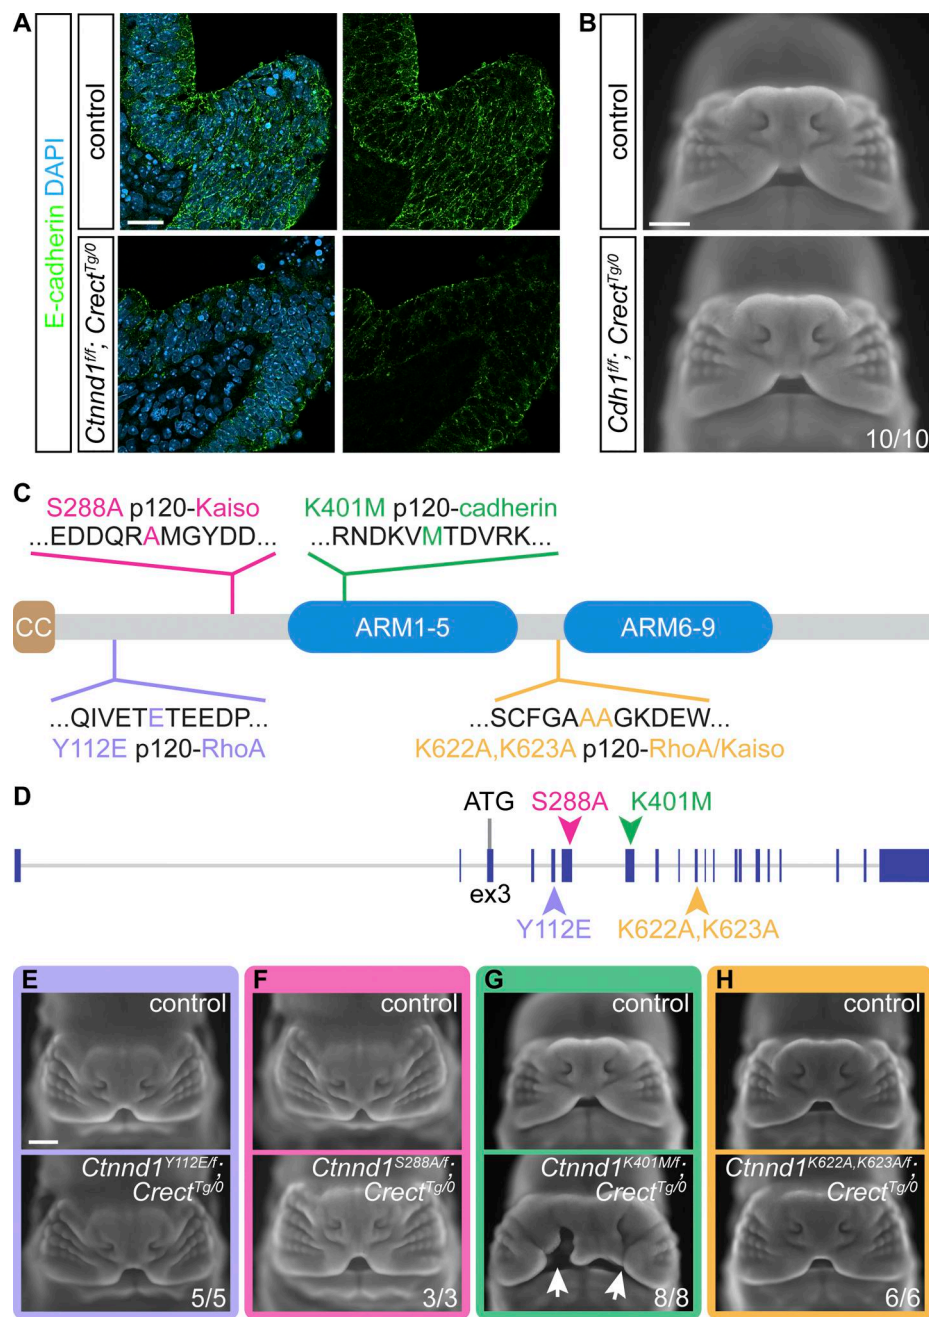 A
E-cadherin DAPI
control
Ctnnd1f/f; CrectTg/0
B
control
Cdh1f/f; CrectTg/0
10/10
C
S288A p120-Kaiso
...EDDQRAMGYDD...
K401M p120-cadherin
...RNDKVMTDVRK...
CC
ARM1-5
ARM6-9
...QIVETETEEDP...
Y112E p120-RhoA
...SCFGAAAGKDEW...
K622A,K623A p120-RhoA/Kaiso
D
ATG
S288A
K401M
ex3
Y112E
K622A,K623A
E
control
Ctnnd1Y112E/f;
CrectTg/0
5/5
F
control
Ctnnd1S288A/f;
CrectTg/0
3/3
G
control
Ctnnd1K401M/f;
CrectTg/0
8/8
H
control
Ctnnd1K622A,K623A/f;
CrectTg/0
6/6